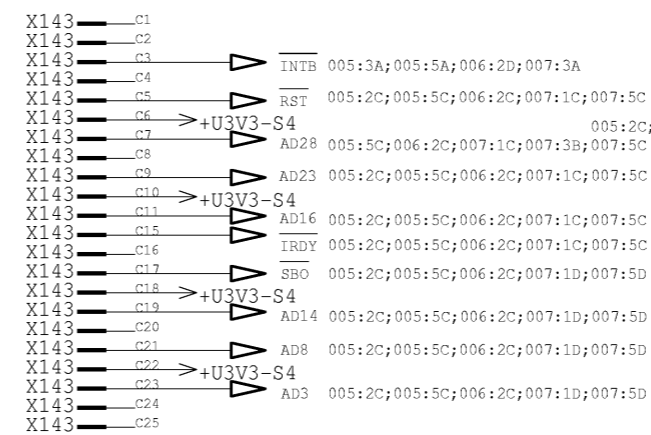 X143 C1
X143 C2
X143 C3 INTB 005:3A;005:5A;006:2D;007:3A
X143 C4
X143 C5 RST 005:2C;005:5C;006:2C;007:1C;007:5C
X143 C6 +U3V3-S4 005:2C;
X143 C7 AD28 005:5C;006:2C;007:1C;007:3B;007:5C
X143 C8
X143 C9 AD23 005:2C;005:5C;006:2C;007:1C;007:5C
X143 C10 +U3V3-S4
X143 C11 AD16 005:2C;005:5C;006:2C;007:1C;007:5C
X143 C15 IRDY 005:2C;005:5C;006:2C;007:1C;007:5C
X143 C16
X143 C17 SBO 005:2C;005:5C;006:2C;007:1D;007:5D
X143 C18 +U3V3-S4
X143 C19 AD14 005:2C;005:5C;006:2C;007:1D;007:5D
X143 C20
X143 C21 AD8 005:2C;005:5C;006:2C;007:1D;007:5D
X143 C22 +U3V3-S4
X143 C23 AD3 005:2C;005:5C;006:2C;007:1D;007:5D
X143 C24
X143 C25